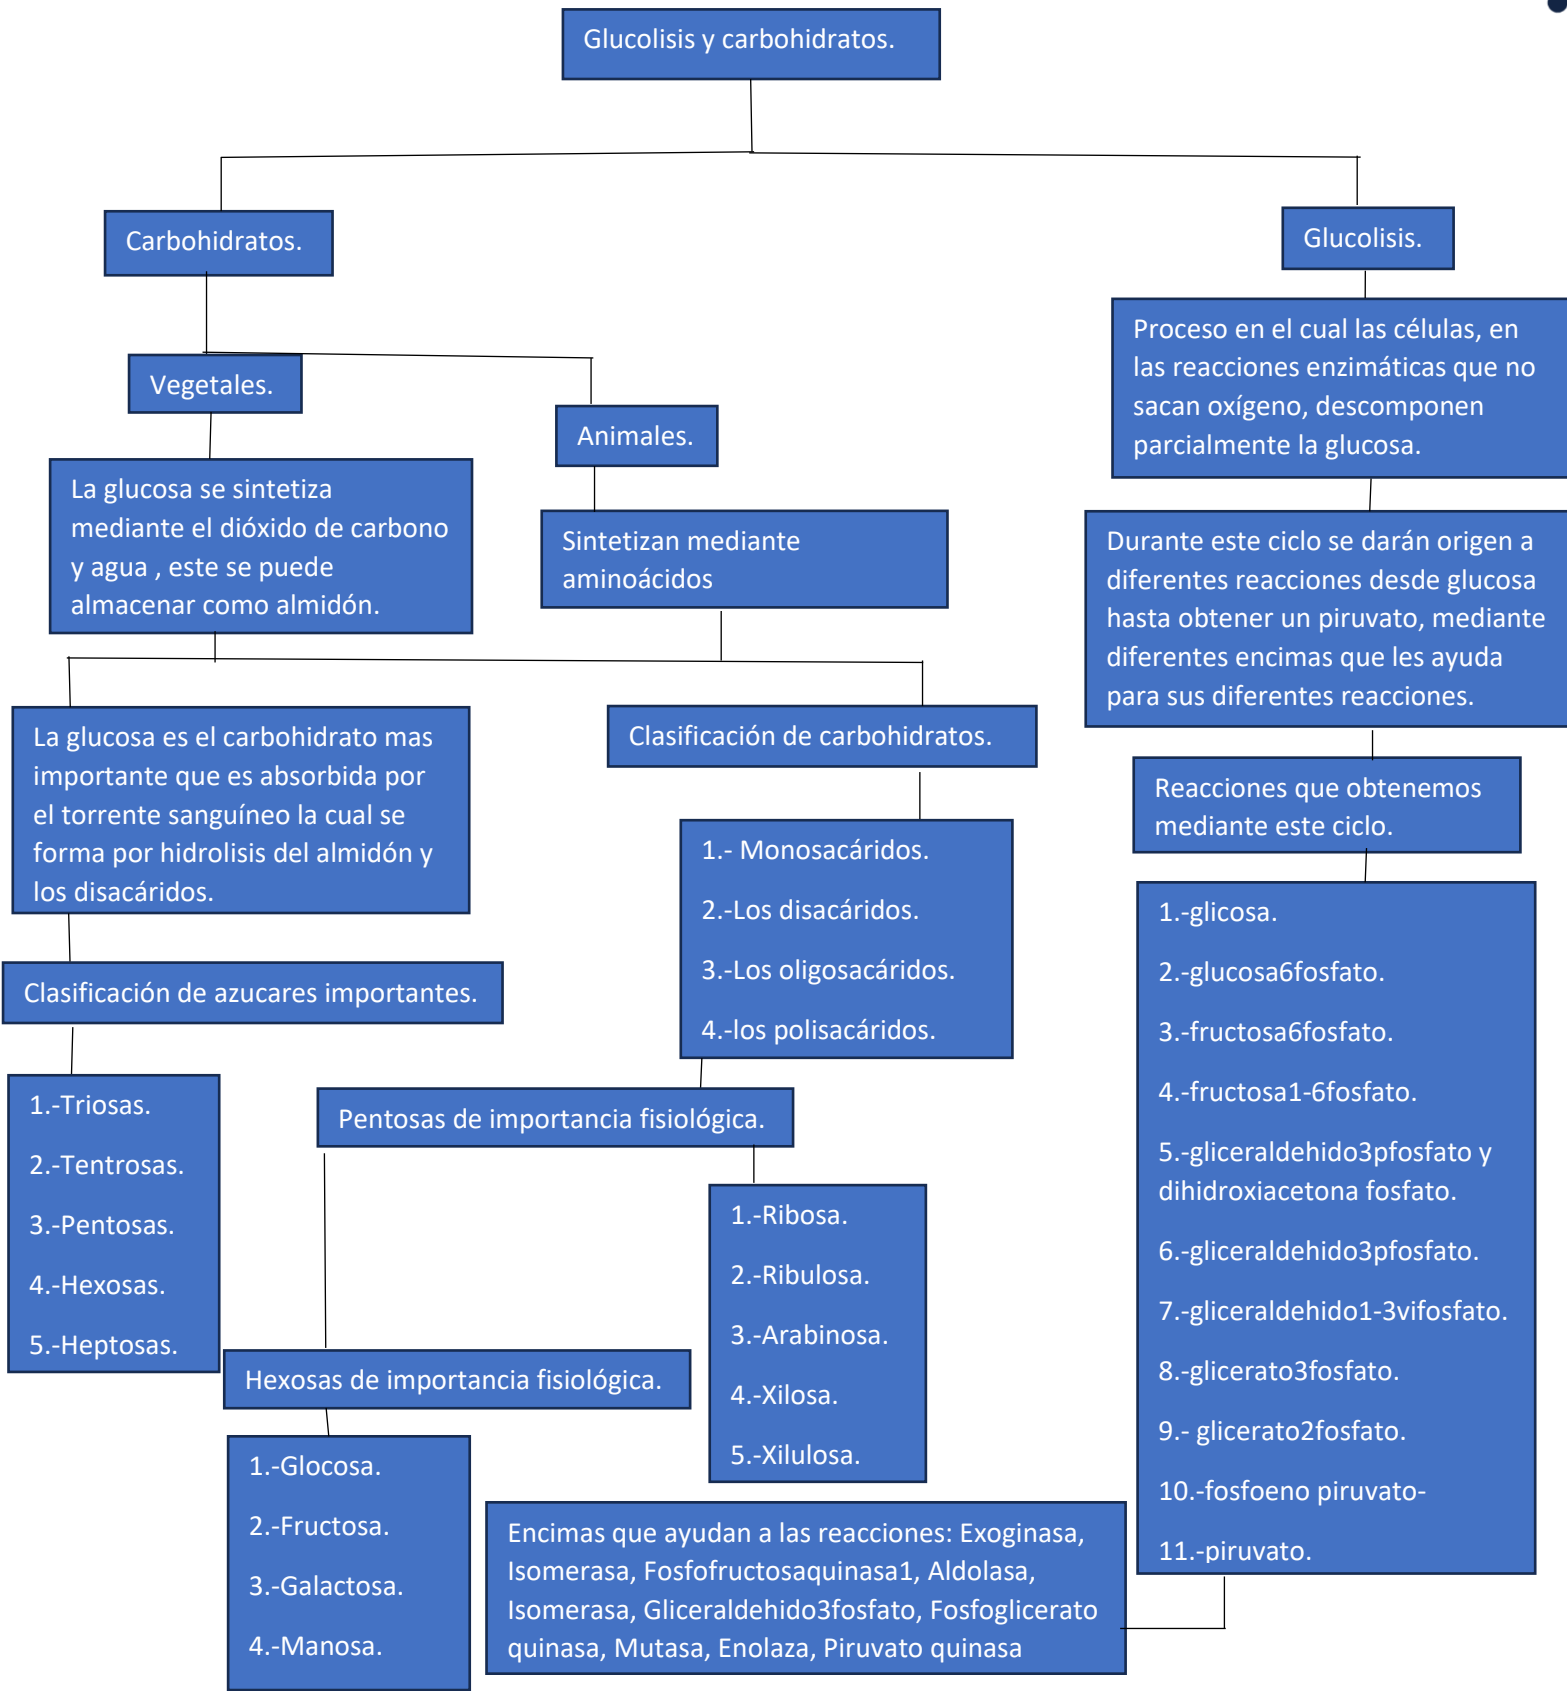 Glucolisis y carbohidratos.
Carbohidratos.
Glucolisis.
Vegetales.
Animales.
La glucosa se sintetiza
mediante el dióxido de carbono
y agua , este se puede
almacenar como almidón.
Sintetizan mediante
aminoácidos
La glucosa es el carbohidrato mas
importante que es absorbida por
el torrente sanguíneo la cual se
forma por hidrolisis del almidón y
los disacáridos.
Clasificación de carbohidratos.
1.- Monosacáridos.
2.-Los disacáridos.
3.-Los oligosacáridos.
4.-los polisacáridos.
Clasificación de azucares importantes.
1.-Triosas.
2.-Tentrosas.
3.-Pentosas.
4.-Hexosas.
5.-Heptosas.
Pentosas de importancia fisiológica.
1.-Ribosa.
2.-Ribulosa.
3.-Arabinosa.
4.-Xilosa.
5.-Xilulosa.
Hexosas de importancia fisiológica.
1.-Glocosa.
2.-Fructosa.
3.-Galactosa.
4.-Manosa.
Proceso en el cual las células, en
las reacciones enzimáticas que no
sacan oxígeno, descomponen
parcialmente la glucosa.
Durante este ciclo se darán origen a
diferentes reacciones desde glucosa
hasta obtener un piruvato, mediante
diferentes encimas que les ayuda
para sus diferentes reacciones.
Reacciones que obtenemos
mediante este ciclo.
1.-glicosa.
2.-glucosa6fosfato.
3.-fructosa6fosfato.
4.-fructosa1-6fosfato.
5.-gliceraldehido3pfosfato y
dihidroxiacetona fosfato.
6.-gliceraldehido3pfosfato.
7.-gliceraldehido1-3vifosfato.
8.-glicerato3fosfato.
9.- glicerato2fosfato.
10.-fosfoeno piruvato-
11.-piruvato.
Encimas que ayudan a las reacciones: Exoginasa,
Isomerasa, Fosfofructosaquinasa1, Aldolasa,
Isomerasa, Gliceraldehido3fosfato, Fosfoglicerato
quinasa, Mutasa, Enolaza, Piruvato quinasa